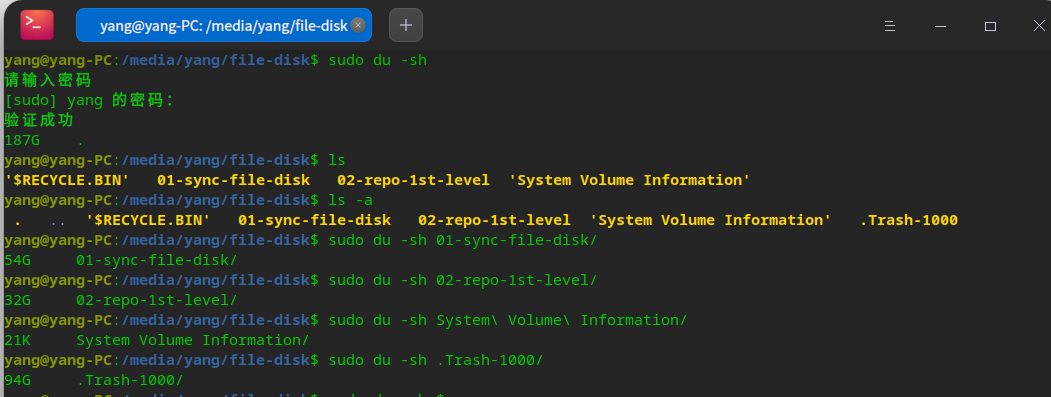 yang@yang-PC: /media/yang/file-disk
yang@yang-PC:/media/yang/file-disk$ sudo du -sh
请输入密码
[sudo] yang 的密码：
验证成功
187G    .
yang@yang-PC:/media/yang/file-disk$ ls
'$RECYCLE.BIN'   01-sync-file-disk   02-repo-1st-level  'System Volume Information'
yang@yang-PC:/media/yang/file-disk$ ls -a
.   ..  '$RECYCLE.BIN'   01-sync-file-disk   02-repo-1st-level  'System Volume Information'   .Trash-1000
yang@yang-PC:/media/yang/file-disk$ sudo du -sh 01-sync-file-disk/
54G     01-sync-file-disk/
yang@yang-PC:/media/yang/file-disk$ sudo du -sh 02-repo-1st-level/
32G     02-repo-1st-level/
yang@yang-PC:/media/yang/file-disk$ sudo du -sh System\ Volume\ Information/
21K     System Volume Information/
yang@yang-PC:/media/yang/file-disk$ sudo du -sh .Trash-1000/
94G     .Trash-1000/